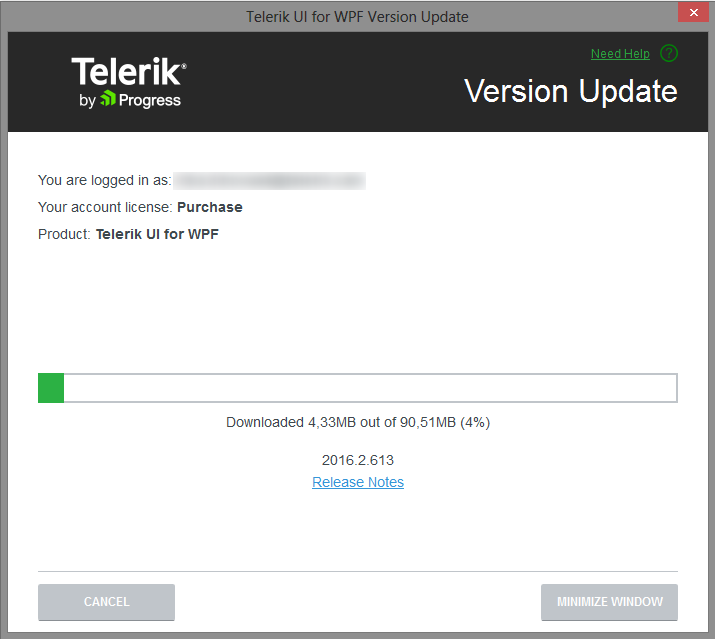 Telerik UI for WPF Version Update
Need Help ?
Telerik®
by Progress
Version Update
You are logged in as:
Your account license: Purchase
Product: Telerik UI for WPF
Downloaded 4,33MB out of 90,51MB (4%)
2016.2.613
Release Notes
CANCEL
MINIMIZE WINDOW